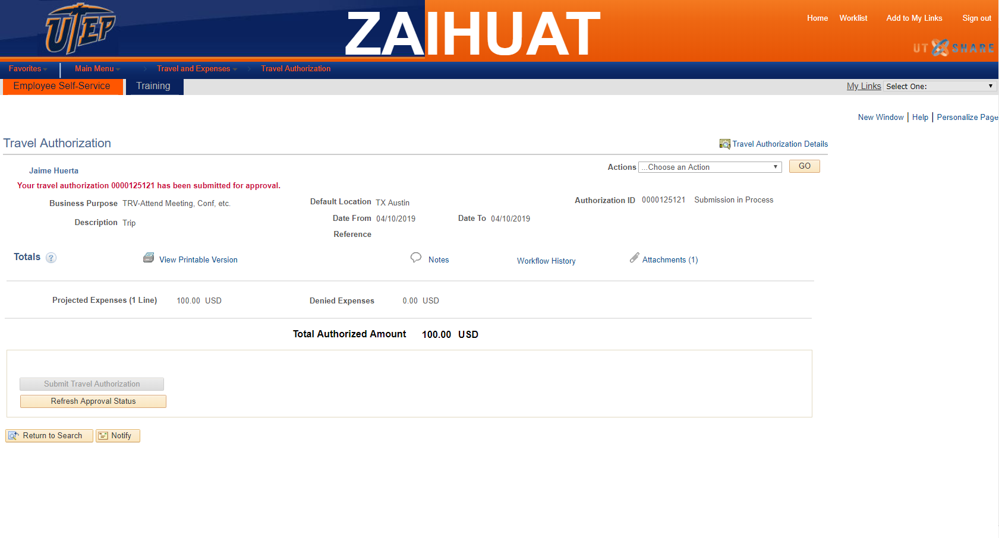 UTEP
ZAIHUAT
Home Worklist Add to My Links Sign out
UT SHARE
Favorites Main Menu Travel and Expenses Travel Authorization
Employee Self-Service Training My Links Select One:
New Window | Help | Personalize Page
Travel Authorization Travel Authorization Details
Actions ...Choose an Action GO
Jaime Huerta
Your travel authorization 0000125121 has been submitted for approval.
Business Purpose TRV-Attend Meeting, Conf, etc. Default Location TX Austin Authorization ID 0000125121 Submission in Process
Description Trip Date From 04/10/2019 Date To 04/10/2019
Reference
Totals ? View Printable Version Notes Workflow History Attachments (1)
Projected Expenses (1 Line) 100.00 USD Denied Expenses 0.00 USD
Total Authorized Amount 100.00 USD
Submit Travel Authorization
Refresh Approval Status
Return to Search Notify